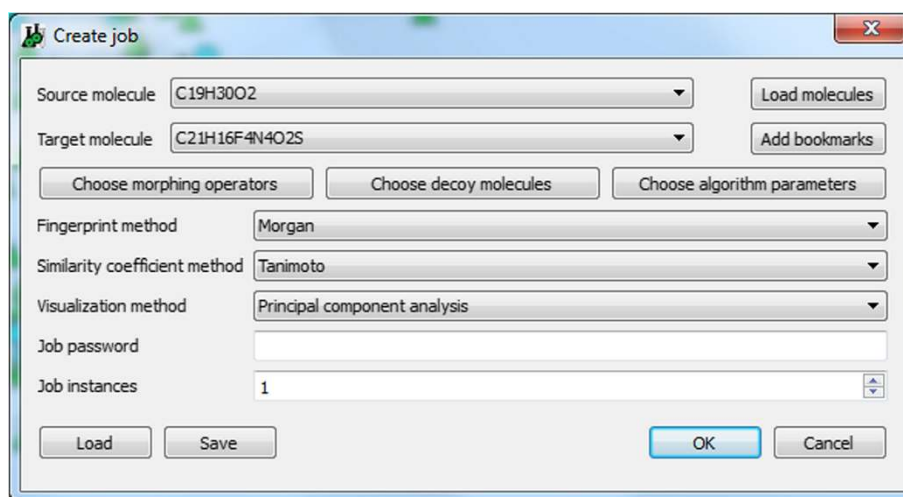 Create job
Source molecule C19H30O2 Load molecules
Target molecule C21H16F4N4O2S Add bookmarks
Choose morphing operators Choose decoy molecules Choose algorithm parameters
Fingerprint method Morgan
Similarity coefficient method Tanimoto
Visualization method Principal component analysis
Job password
Job instances 1
Load Save OK Cancel